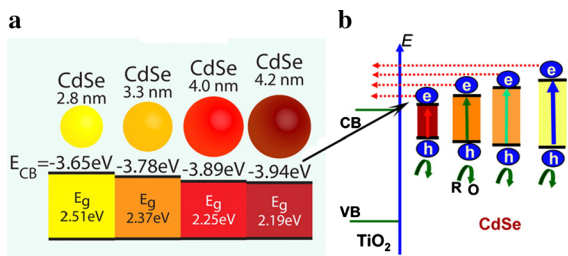 a
CdSe
2.8 nm
CdSe
3.3 nm
CdSe
4.0 nm
CdSe
4.2 nm
E_CB=-3.65eV -3.78eV -3.89eV -3.94eV
Eg
2.51eV
Eg
2.37eV
Eg
2.25eV
Eg
2.19eV
b
E
e
e
e
e
CB
h
h
h
h
R O
VB
TiO₂
CdSe